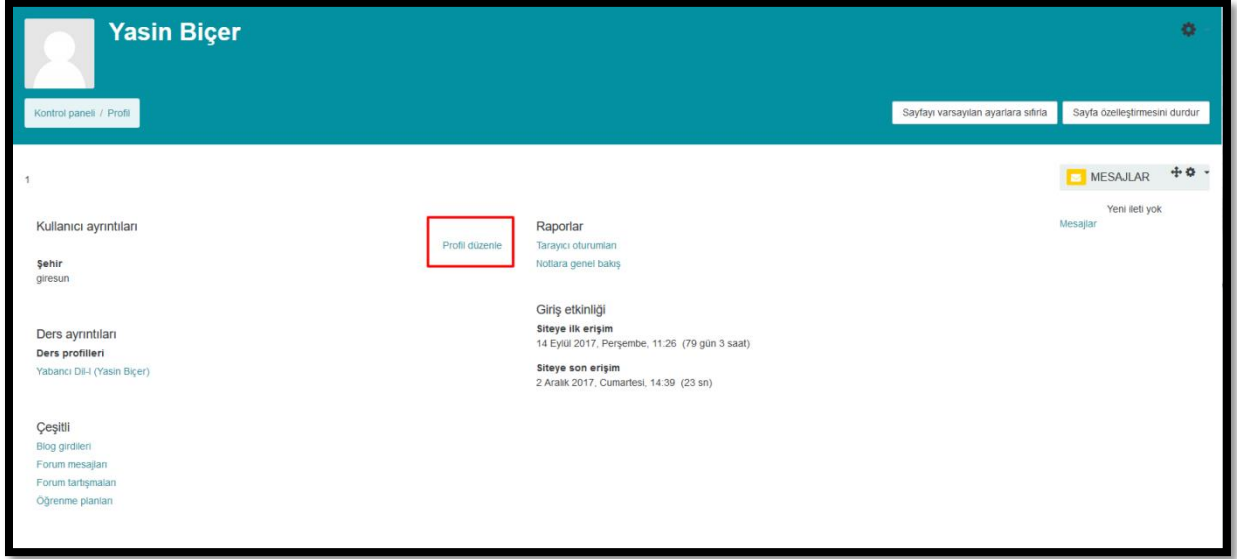 Yasin Biçer
Kontrol paneli / Profil
Sayfayı varsayılan ayarlara sıfırla
Sayfa özelleştirmesini durdur
1
Kullanıcı ayrıntıları
Profil düzenle
Şehir
giresun
Ders ayrıntıları
Ders profilleri
Yabancı Dil-I (Yasin Biçer)
Çeşitli
Blog girdileri
Forum mesajları
Forum tartışmaları
Öğrenme planları
Raporlar
Tarayıcı oturumları
Notlara genel bakış
Giriş etkinliği
Siteye ilk erişim
14 Eylül 2017, Perşembe, 11:26 (79 gün 3 saat)
Siteye son erişim
2 Aralık 2017, Cumartesi, 14:39 (23 sn)
MESAJLAR
Yeni ileti yok
Mesajlar